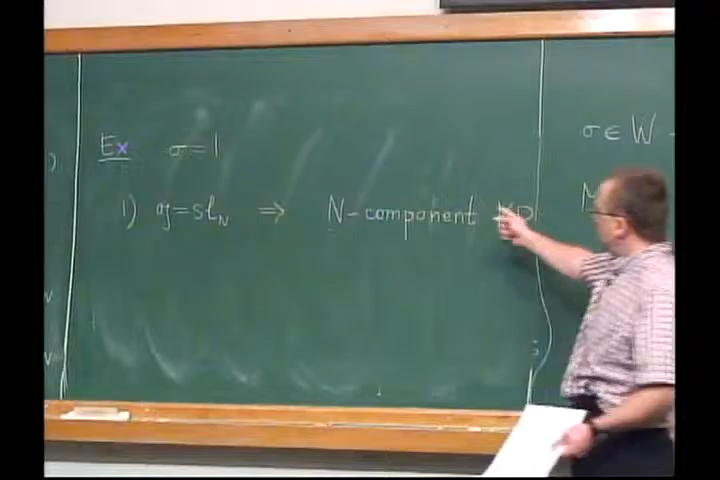 Ex σ=1
1) 𝔤=sl_N ⇒ N-component KP
σ∈W -